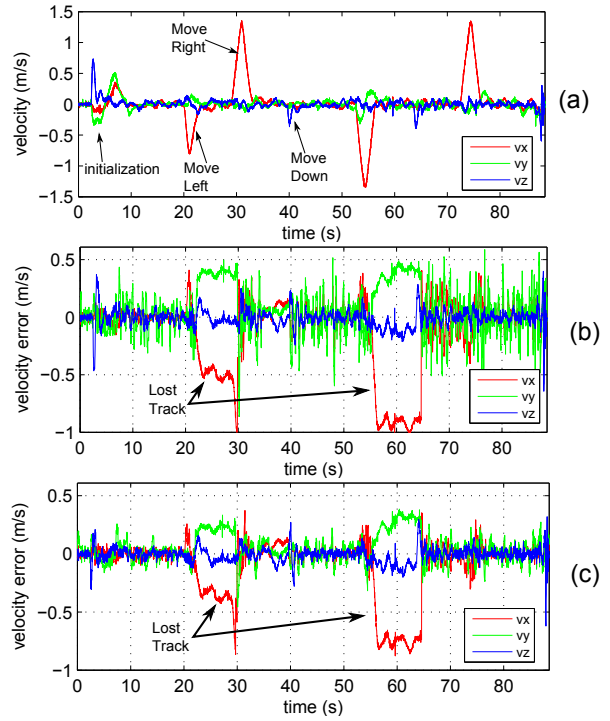 1.5
1
0.5
0
−0.5
−1
1.5
velocity (m/s)
Move
Right
initialization
Move
Left
Move
Down
vx
vy
vz
0 10 20 30 40 50 60 70 80
time (s)
(a)
0.5
0
−0.5
−1
velocity error (m/s)
Lost
Track
vx
vy
vz
0 10 20 30 40 50 60 70 80
time (s)
(b)
0.5
0
−0.5
−1
velocity error (m/s)
Lost
Track
vx
vy
vz
0 10 20 30 40 50 60 70 80
time (s)
(c)